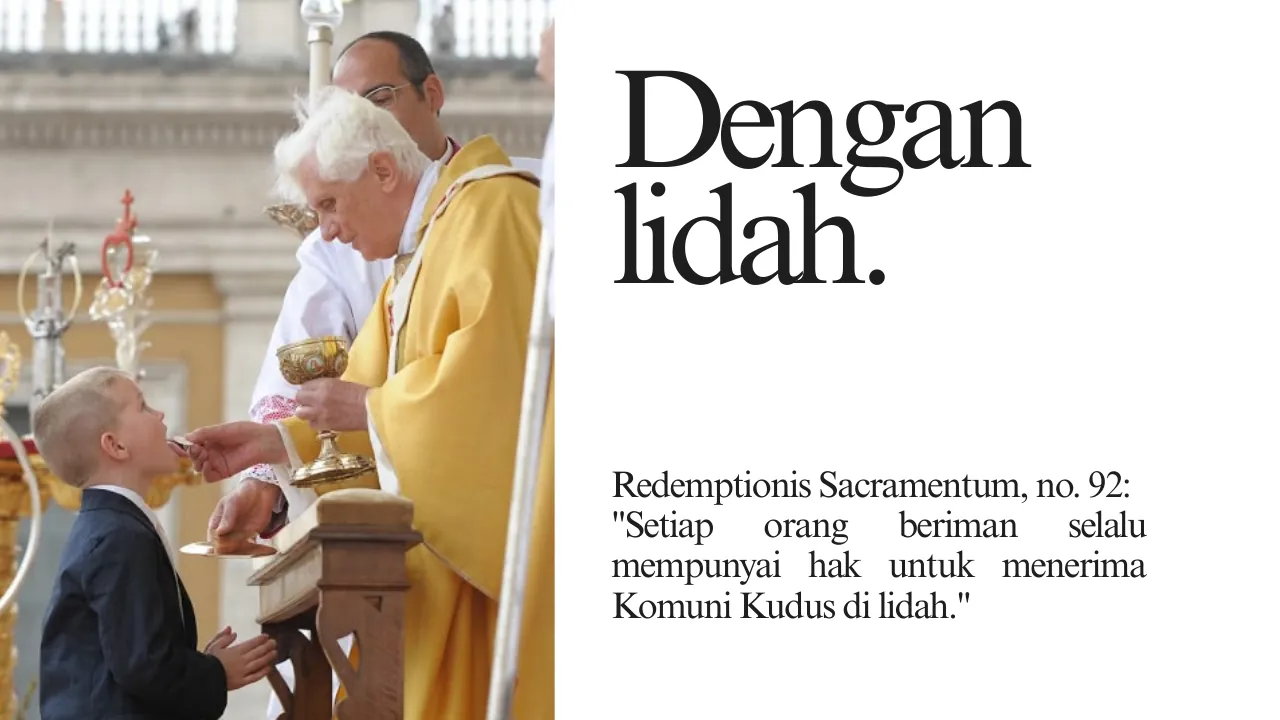 Dengan
lidah.
Redemptionis Sacramentum, no. 92:
"Setiap orang beriman selalu
mempunyai hak untuk menerima
Komuni Kudus di lidah."